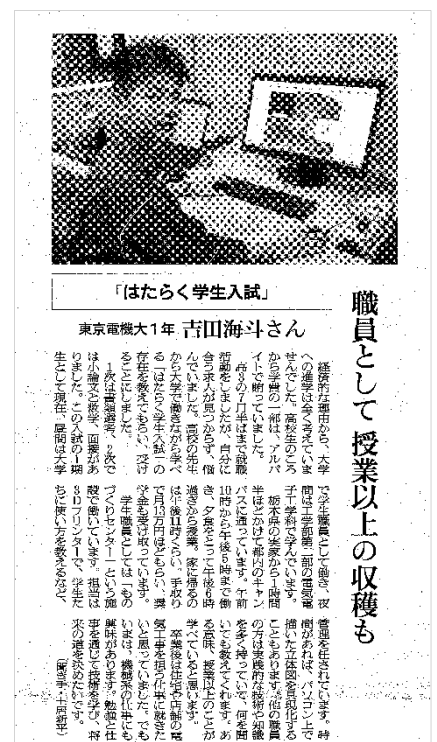 職員として 授業以上の収穫も
「はたらく学生入試」
東京電機大1年 吉田海斗さん
経済的な理由から、大学
への進学は全く考えていま
せんでした。高校生のころ
から学費の一部は、アルバ
イトで賄っていました。
高3の7月半ばまで就職
活動をしましたが、自分に
合う求人が見つからず、悩
んでいました。高校の先生
から大学で働きながら学べ
る「はたらく学生入試」の
存在を教えてもらい、受け
ることにしました。
1次は書類選考、2次で
は小論文と数学、面接があ
りました。この入試の1期
生として現在、昼間は大学
で学生職員として働き、夜
間は工学部第二部の電気電
子工学科で学んでいます。
栃木県の実家から1時間
半ほどかけて都内のキャン
パスに通っています。午前
10時から午後5時まで働
き、夕食をとって午後6時
過ぎから授業。家に帰るの
は午後11時くらい。手取り
で月13万円ほどもらい、奨
学金も受け取っています。
学生職員としては「もの
づくりセンター」という施
設で働いています。担当は
3Dプリンターで、学生た
ちに使い方を教えるなど、
管理を任されています。時
間があれば、パソコン上で
描いた立体図を具現化する
こともあります。他の職員
の方は実践的な技術や知識
を多く持っていて、何を聞
いても教えてくれます。あ
る意味、授業以上のことが
学べていると思います。
卒業後は住宅や店舗の電
気工事を担う仕事に就きた
いと思っていました。でも
いまは、機械系の仕事にも
興味があります。勉強と仕
事を通じて技術を学び、将
来の道を決めたいです。
（聞き手・土居新平）